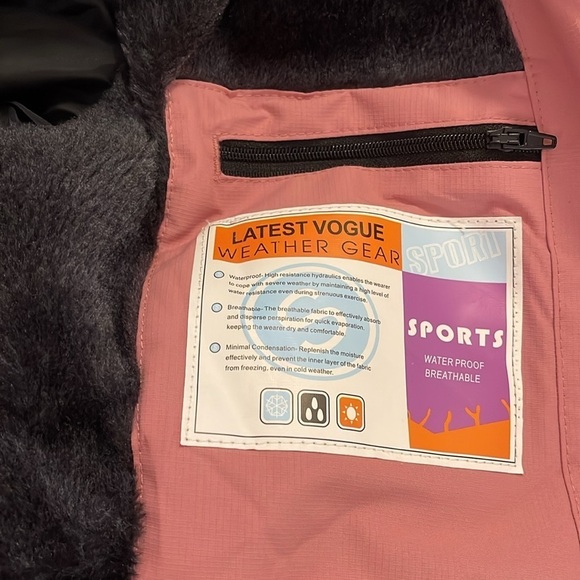 LATEST VOGUE
WEATHER GEAR
Waterproof- High resistance hydraulics enables the wearer
to cope with severe weather by maintaining a high level of
water resistance even during strenuous exercise.
Breathable- The breathable fabric to effectively absorb
and disperse perspiration for quick evaporation,
keeping the wearer dry and comfortable.
Minimal Condensation- Replenish the moisture
effectively and prevent the inner layer of the fabric
from freezing, even in cold weather.
SPORT
SPORTS
WATER PROOF
BREATHABLE